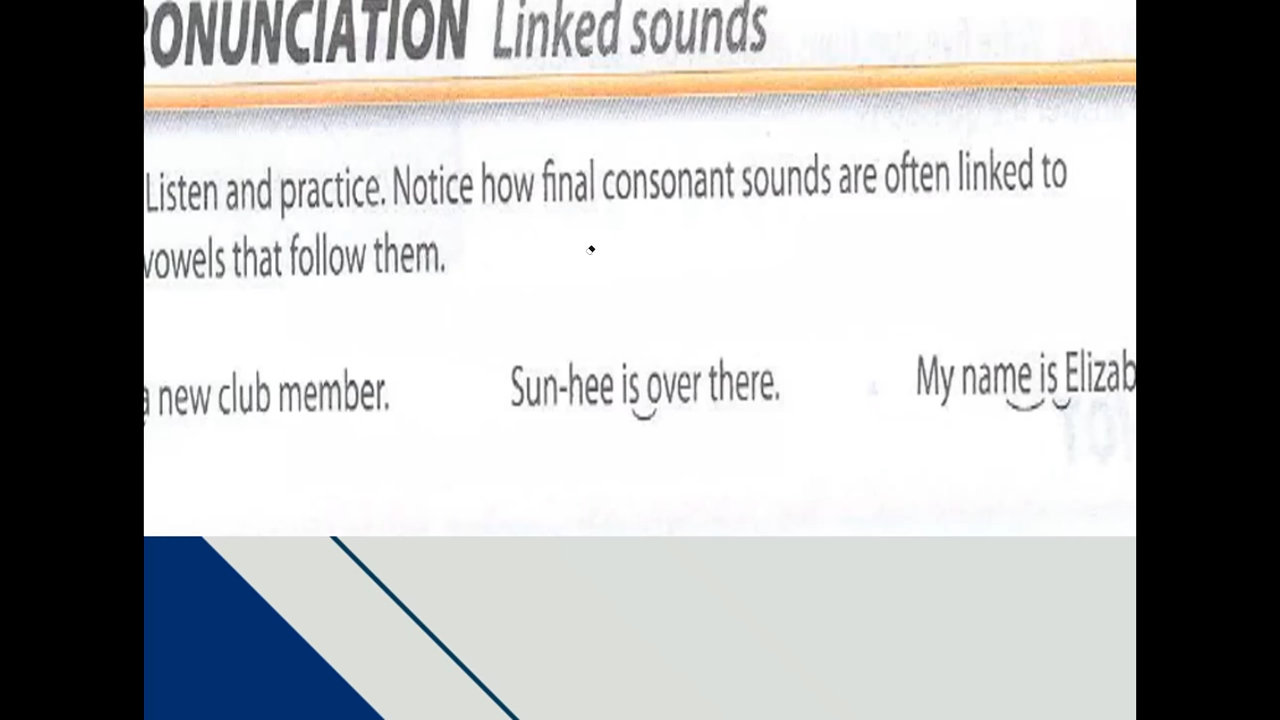 RONUNCIATION Linked sounds
Listen and practice. Notice how final consonant sounds are often linked to
vowels that follow them.
a new club member. Sun-hee is over there. My name is Elizab